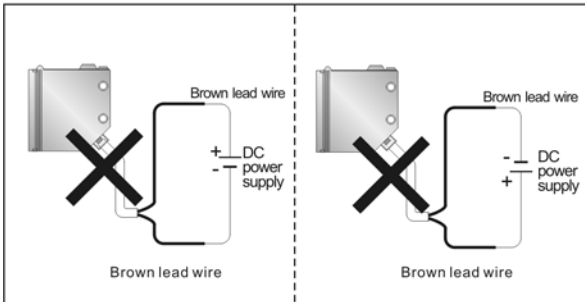 Brown lead wire
+
-
DC
power
supply
Brown lead wire
Brown lead wire
-
+
DC
power
supply
Brown lead wire